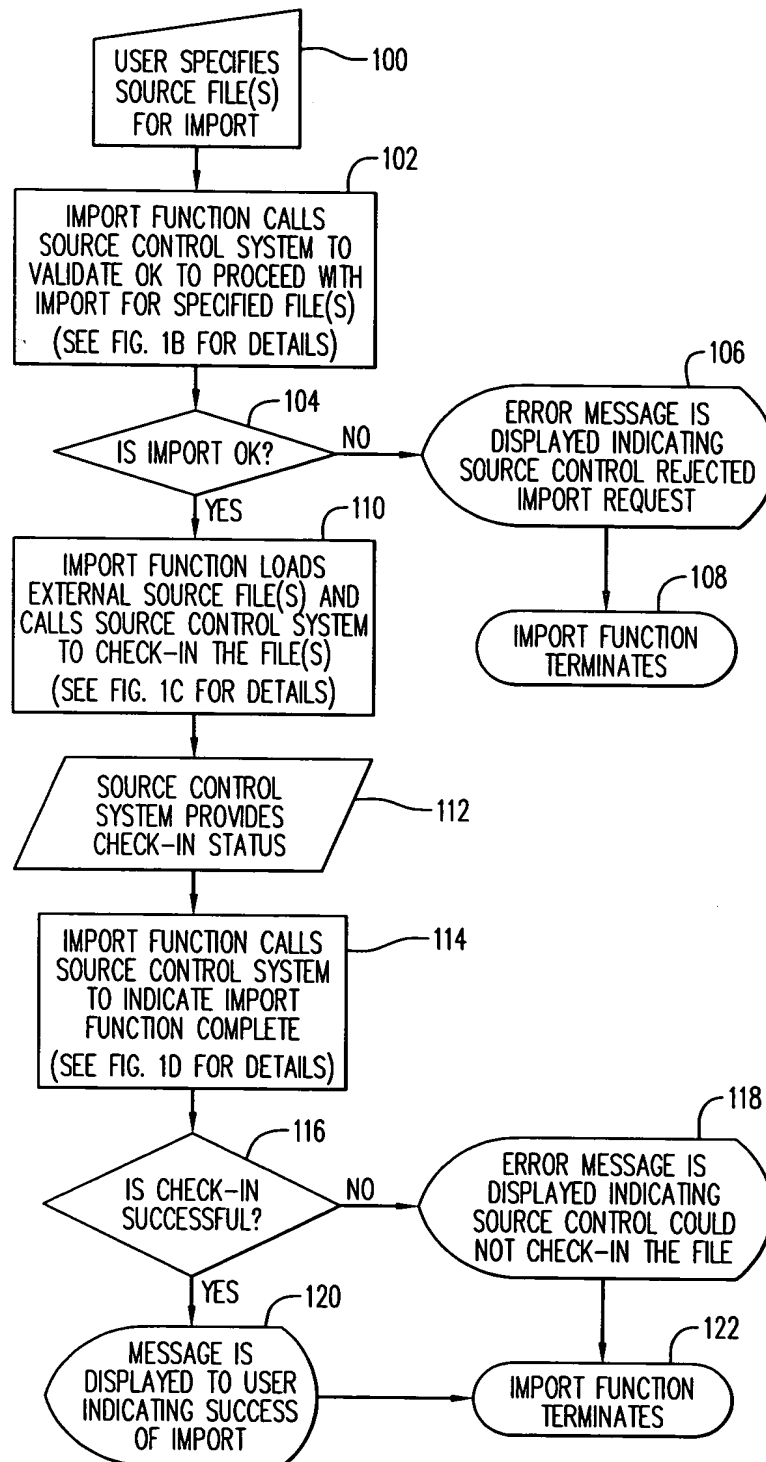 USER SPECIFIES
SOURCE FILE(S)
FOR IMPORT
100
102
IMPORT FUNCTION CALLS
SOURCE CONTROL SYSTEM TO
VALIDATE OK TO PROCEED WITH
IMPORT FOR SPECIFIED FILE(S)
(SEE FIG. 1B FOR DETAILS)
104
IS IMPORT OK?
NO
YES
106
ERROR MESSAGE IS
DISPLAYED INDICATING
SOURCE CONTROL REJECTED
IMPORT REQUEST
108
IMPORT FUNCTION
TERMINATES
110
IMPORT FUNCTION LOADS
EXTERNAL SOURCE FILE(S) AND
CALLS SOURCE CONTROL SYSTEM
TO CHECK-IN THE FILE(S)
(SEE FIG. 1C FOR DETAILS)
SOURCE CONTROL
SYSTEM PROVIDES
CHECK-IN STATUS
112
IMPORT FUNCTION CALLS
SOURCE CONTROL SYSTEM
TO INDICATE IMPORT
FUNCTION COMPLETE
(SEE FIG. 1D FOR DETAILS)
114
116
IS CHECK-IN
SUCCESSFUL?
NO
YES
118
ERROR MESSAGE IS
DISPLAYED INDICATING
SOURCE CONTROL COULD
NOT CHECK-IN THE FILE
120
MESSAGE IS
DISPLAYED TO USER
INDICATING SUCCESS
OF IMPORT
122
IMPORT FUNCTION
TERMINATES